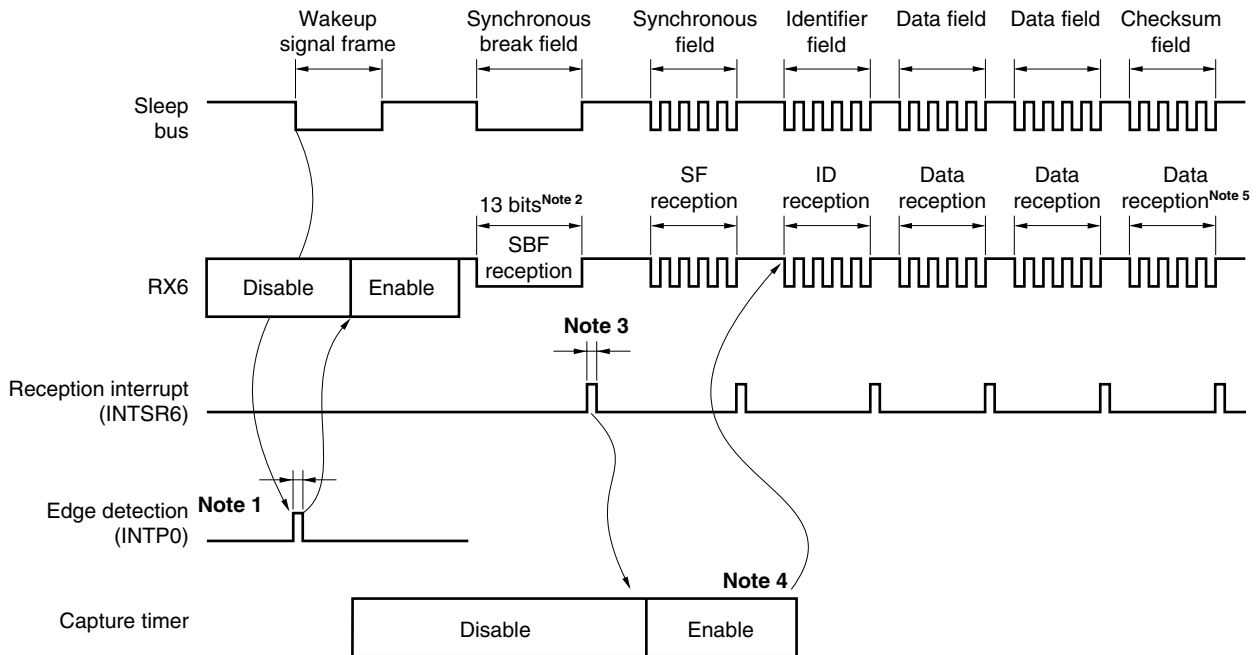 Wakeup
signal frame
Synchronous
break field
Synchronous
field
Identifier
field
Data field
Data field
Checksum
field
Sleep
bus
13 bitsNote 2
SF
reception
ID
reception
Data
reception
Data
reception
Data
receptionNote 5
SBF
reception
RX6
Disable
Enable
Note 3
Reception interrupt
(INTSR6)
Note 1
Edge detection
(INTP0)
Note 4
Capture timer
Disable
Enable